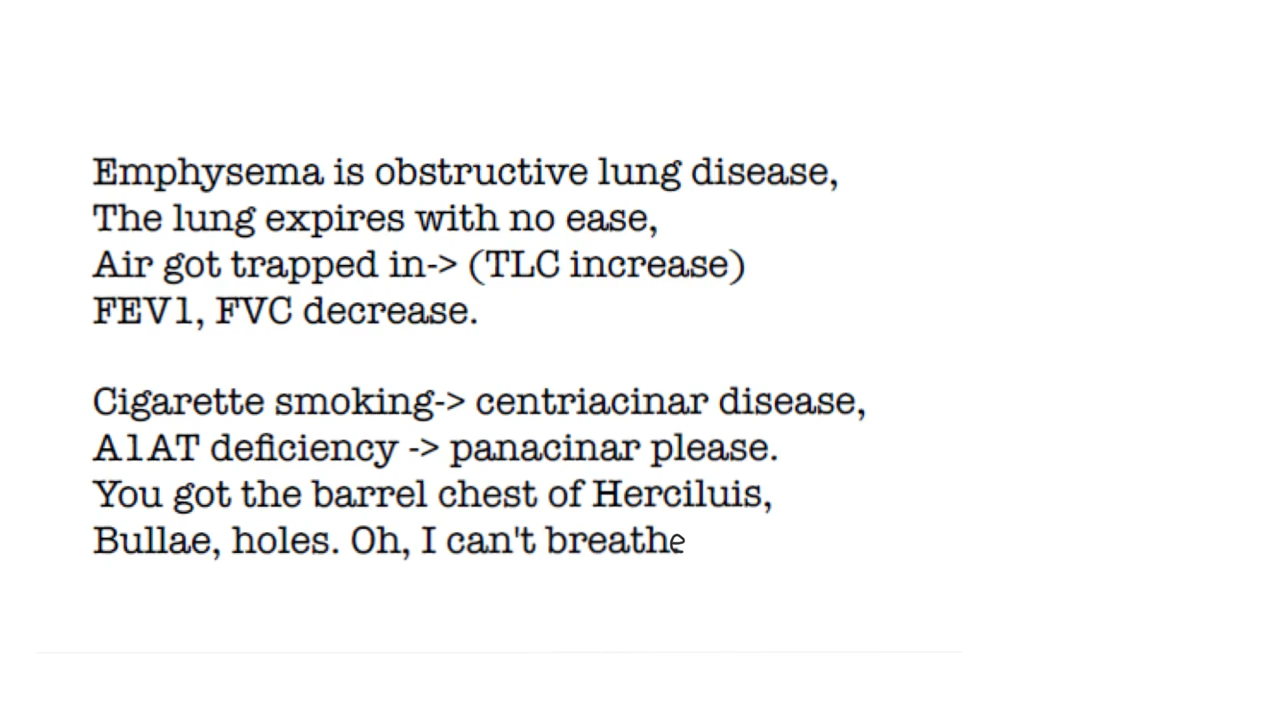 Emphysema is obstructive lung disease,
The lung expires with no ease,
Air got trapped in-> (TLC increase)
FEV1, FVC decrease.
Cigarette smoking-> centriacinar disease,
A1AT deficiency -> panacinar please.
You got the barrel chest of Herciluis,
Bullae, holes. Oh, I can't breathe